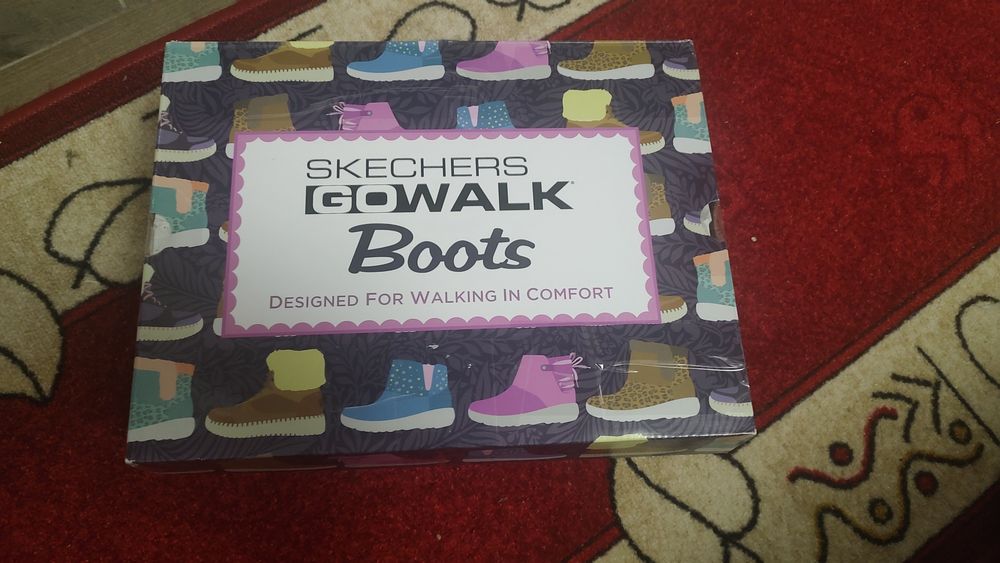 SKECHERS
GOWALK
Boots
DESIGNED FOR WALKING IN COMFORT